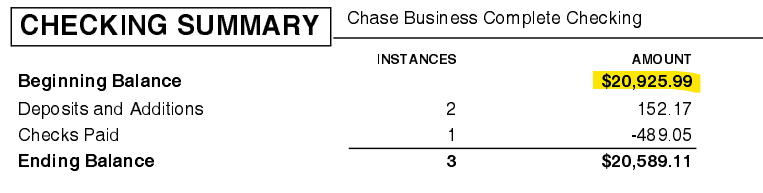 CHECKING SUMMARY Chase Business Complete Checking
INSTANCES AMOUNT
Beginning Balance $20,925.99
Deposits and Additions 2 152.17
Checks Paid 1 -489.05
Ending Balance 3 $20,589.11